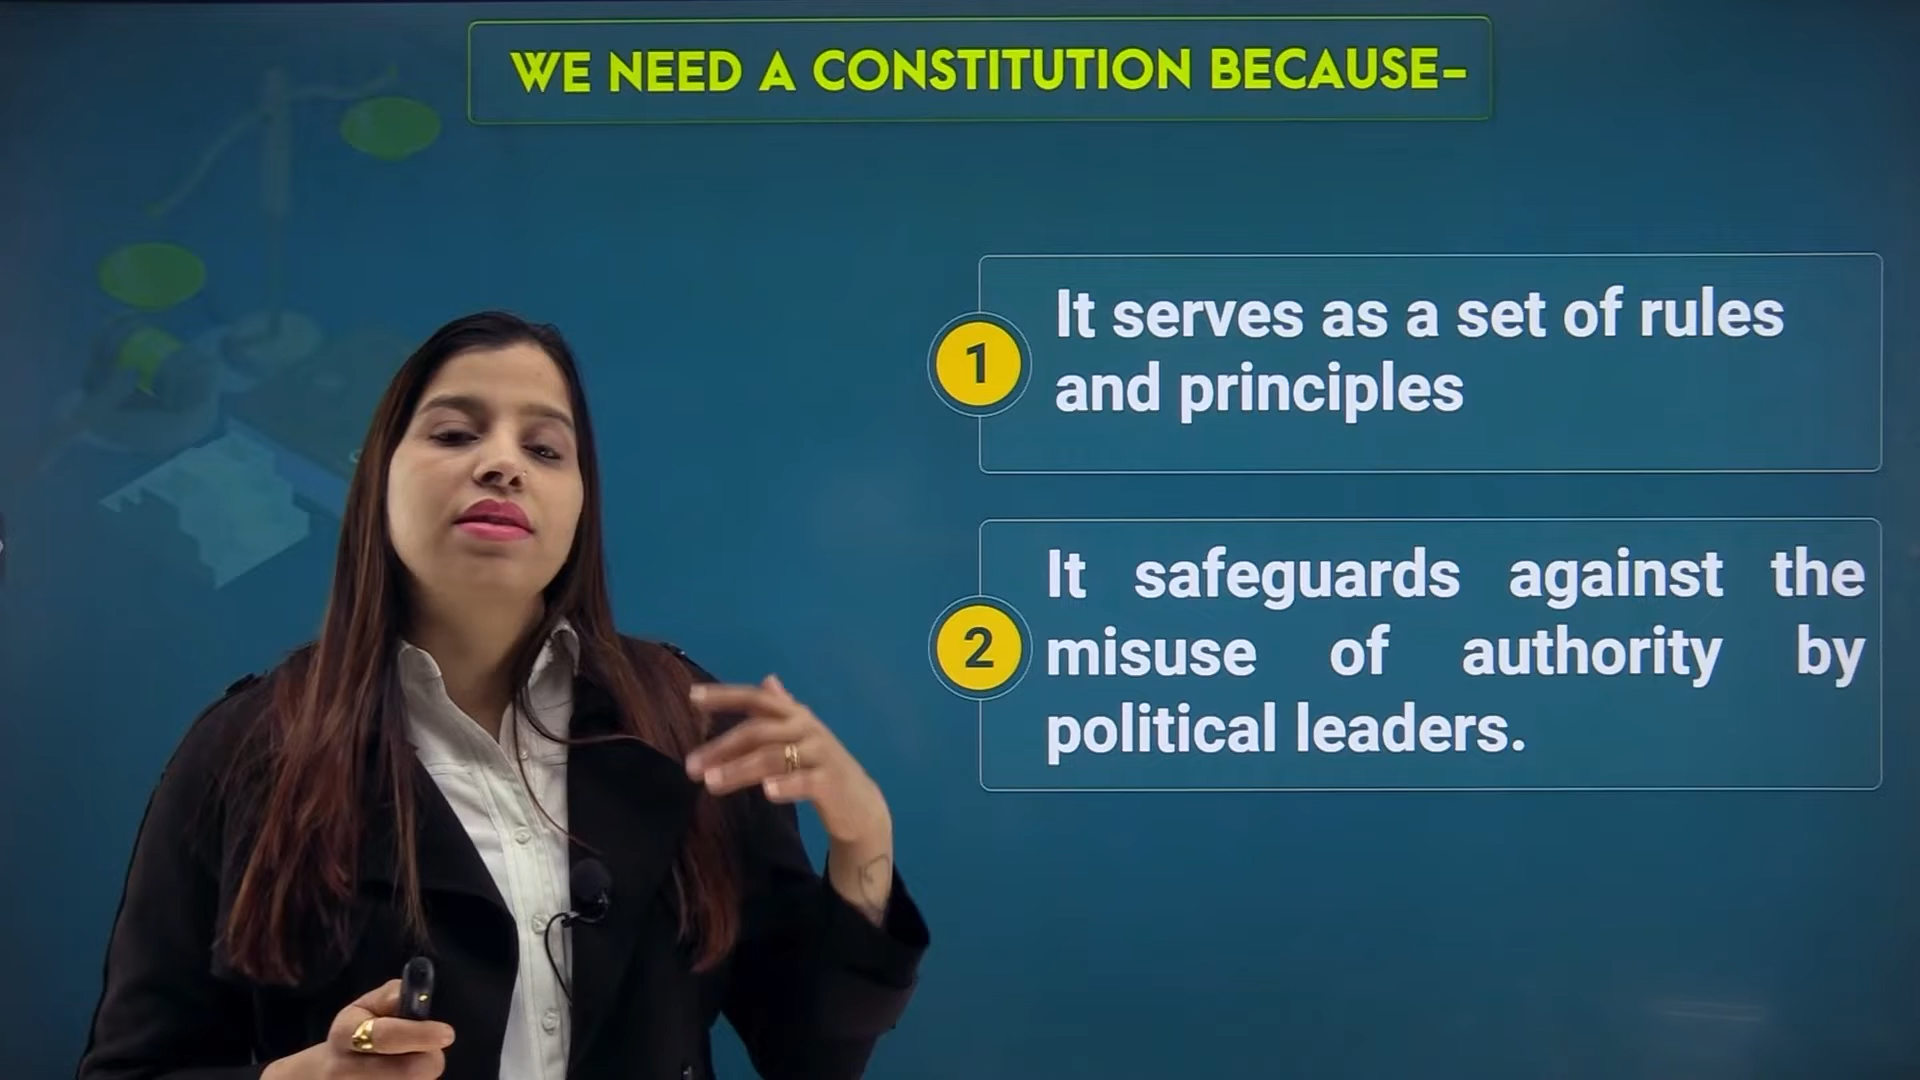 WE NEED A CONSTITUTION BECAUSE-
1
It serves as a set of rules
and principles
2
It safeguards against the
misuse of authority by
political leaders.